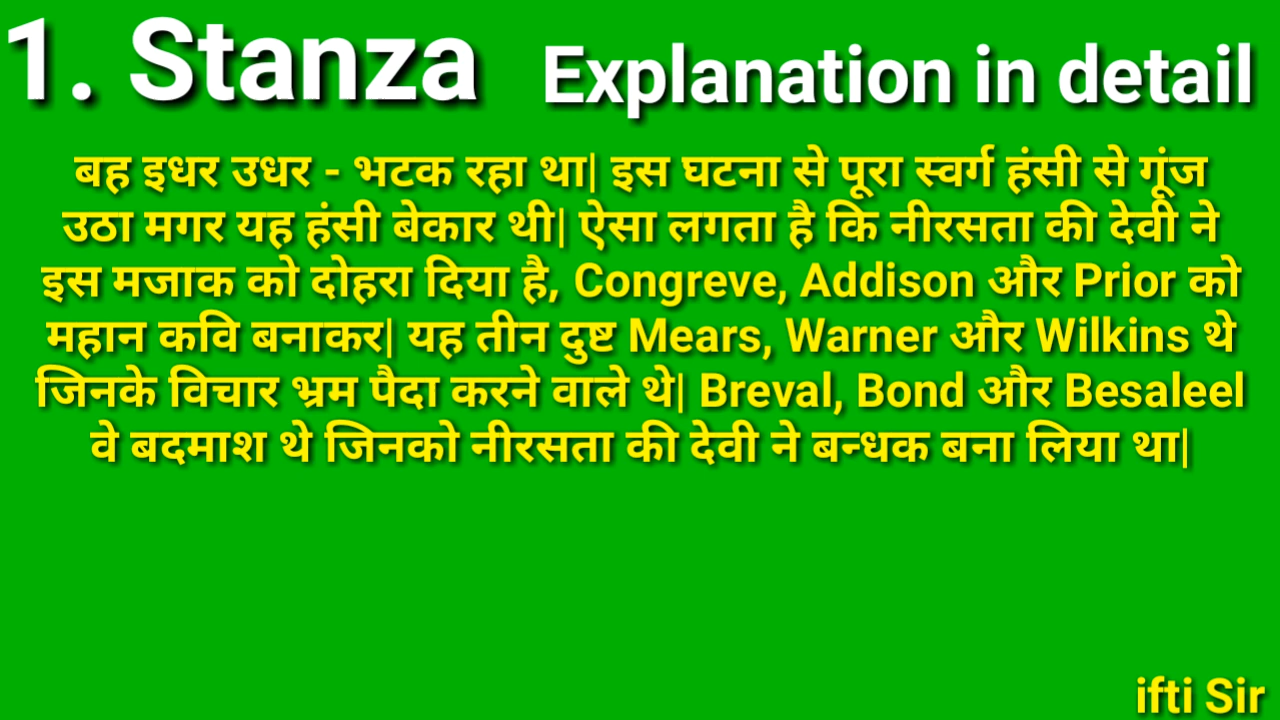 1. Stanza Explanation in detail
बह इधर उधर - भटक रहा था| इस घटना से पूरा स्वर्ग हंसी से गूंज
उठा मगर यह हंसी बेकार थी| ऐसा लगता है कि नीरसता की देवी ने
इस मजाक को दोहरा दिया है, Congreve, Addison और Prior को
महान कवि बनाकर| यह तीन दुष्ट Mears, Warner और Wilkins थे
जिनके विचार भ्रम पैदा करने वाले थे| Breval, Bond और Besaleel
वे बदमाश थे जिनको नीरसता की देवी ने बन्धक बना लिया था|
ifti Sir